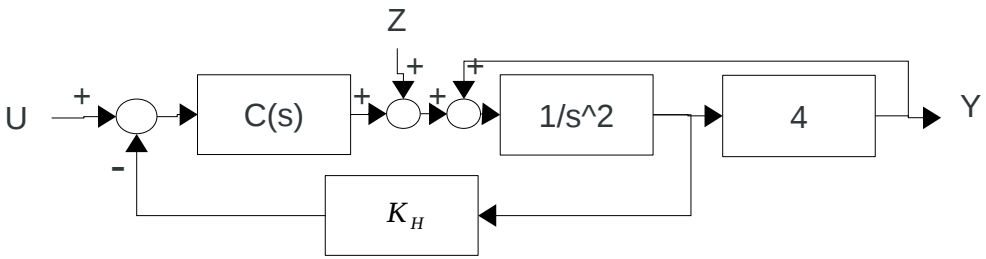 Z
+ +
U + C(s) + + 1/s^2 4 Y
-
K_H